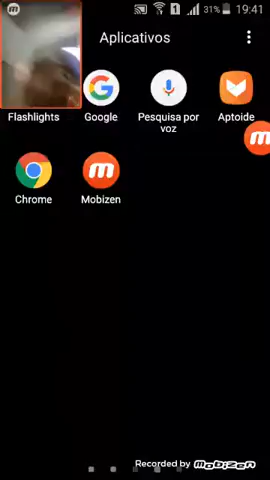 31% 19:41
Aplicativos
Flashlights
Google
Pesquisa por
voz
Aptoide
Chrome
Mobizen
Recorded by mobizen